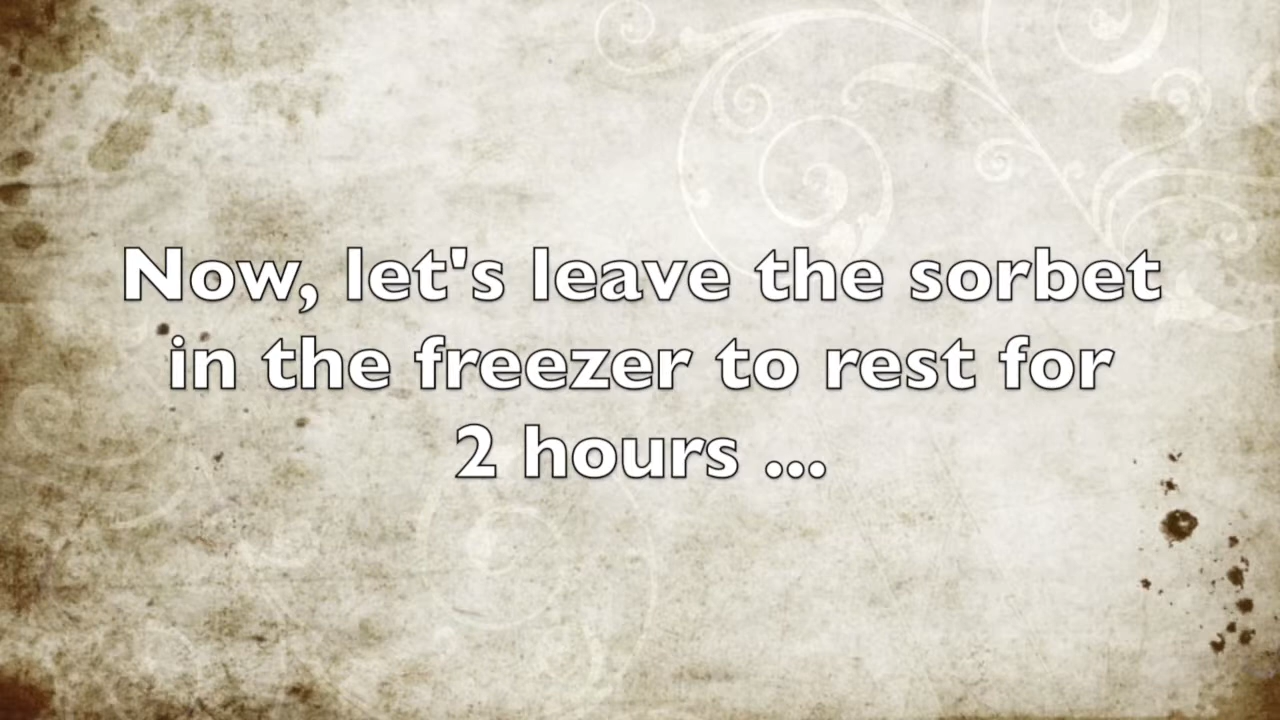 Now, let's leave the sorbet
in the freezer to rest for
2 hours ...